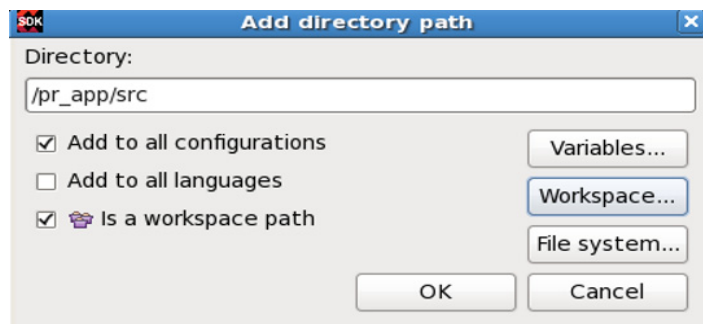 SDK Add directory path
Directory:
/pr_app/src
Add to all configurations
Variables...
Add to all languages
Workspace...
Is a workspace path
File system...
OK Cancel